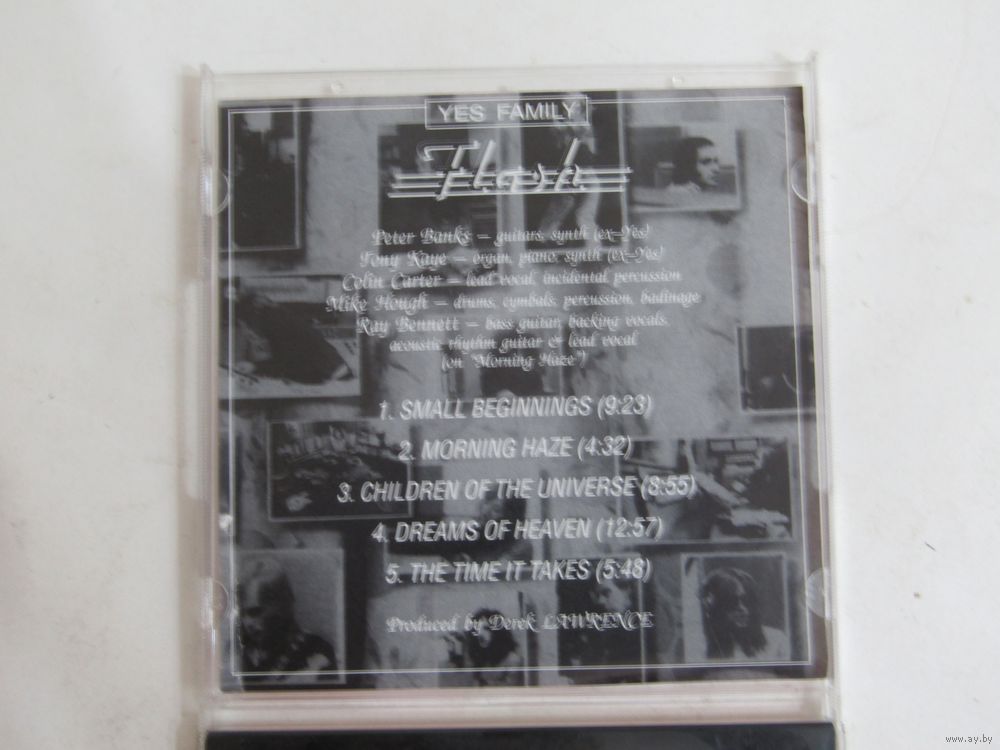 YES FAMILY
Flash
Peter Banks – guitars, synth (ex–Yes)
Tony Kaye – organ, piano, synth (ex–Yes)
Colin Carter – lead vocal, incidental percussion
Mike Hough – drums, cymbals, percussion, badinage
Ray Bennett – bass guitar, backing vocals,
acoustic rhythm guitar & lead vocal
(on "Morning Haze")
1. SMALL BEGINNINGS (9:23)
2. MORNING HAZE (4:32)
3. CHILDREN OF THE UNIVERSE (8:55)
4. DREAMS OF HEAVEN (12:57)
5. THE TIME IT TAKES (5:48)
Produced by Derek LAWRENCE
www.ay.by